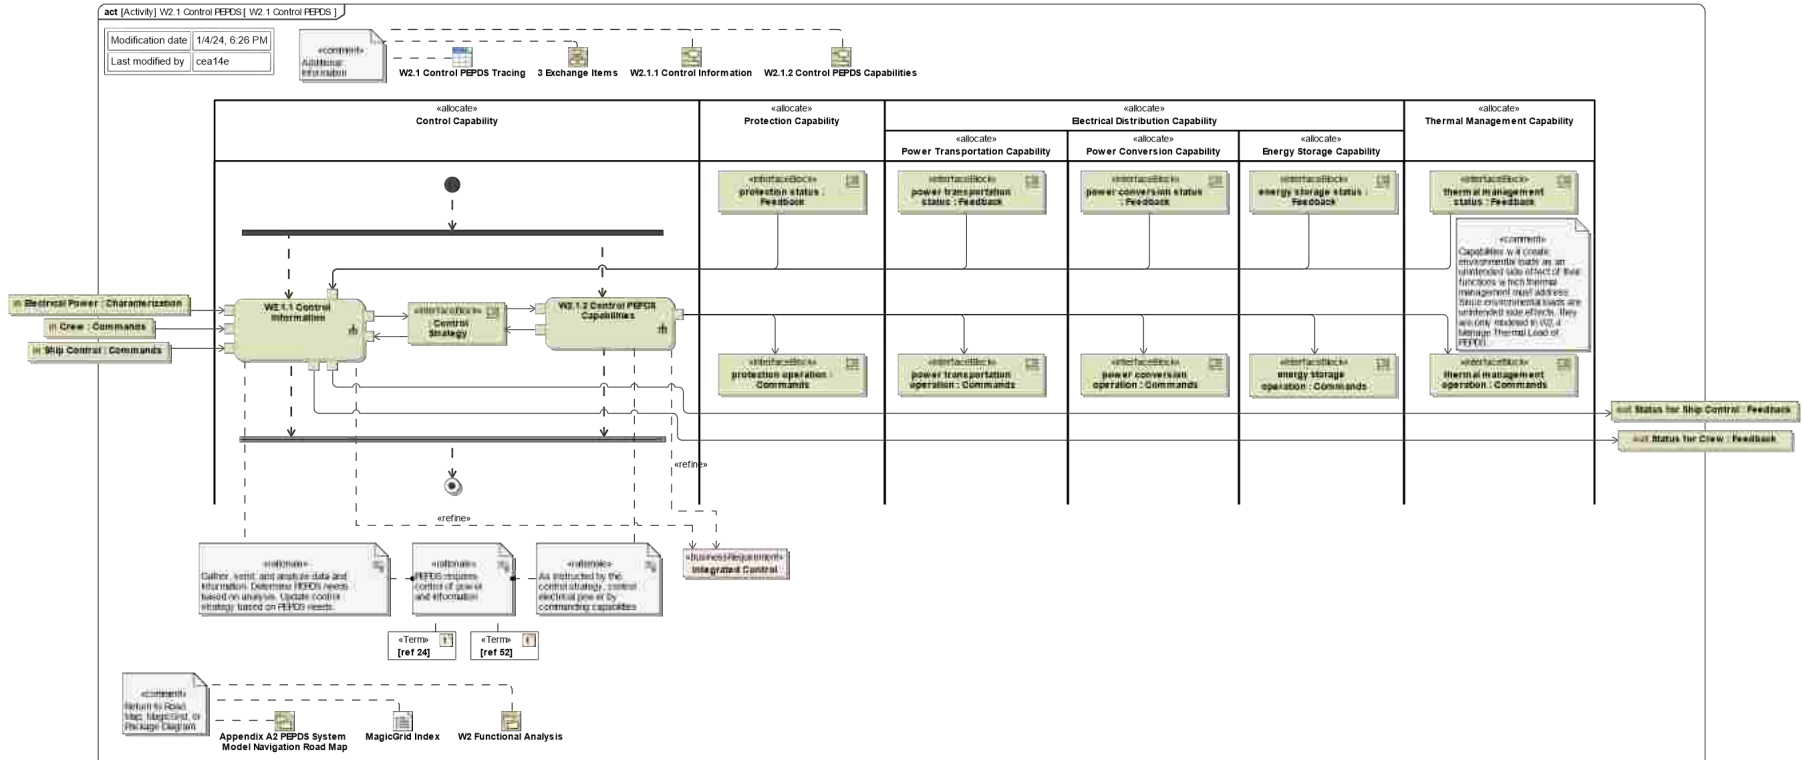 act [Activity] W2.1 Control PEPDS [ W2.1 Control PEPDS ]
Modification date 1/4/24, 6:26 PM
Last modified by cea14e
«comment»
Additional
Information
W2.1 Control PEPDS Tracing
3 Exchange Items
W2.1.1 Control Information
W2.1.2 Control PEPDS Capabilities
«allocate»
Control Capability
«allocate»
Protection Capability
«allocate»
Electrical Distribution Capability
«allocate»
Thermal Management Capability
«allocate»
Power Transportation Capability
«allocate»
Power Conversion Capability
«allocate»
Energy Storage Capability
«interfaceBlock»
protection status :
Feedback
«interfaceBlock»
power transportation
status : Feedback
«interfaceBlock»
power conversion status
: Feedback
«interfaceBlock»
energy storage status :
Feedback
«interfaceBlock»
thermal management
status : Feedback
«comment»
Capabilities will create
environmental loads as an
unintended side effect of their
functions which thermal
management must address.
Since environmental loads are
unintended side effects, they
are only modeled in W2.4
Manage Thermal Load of
PEPDS.
in Electrical Power : Characterization
in Crew : Commands
in Ship Control : Commands
W2.1.1 Control
Information
«interfaceBlock»
: Control
Strategy
W2.1.2 Control PEPDS
Capabilities
«interfaceBlock»
protection operation :
Commands
«interfaceBlock»
power transportation
operation : Commands
«interfaceBlock»
power conversion
operation : Commands
«interfaceBlock»
energy storage
operation : Commands
«interfaceBlock»
thermal management
operation : Commands
out Status for Ship Control : Feedback
out Status for Crew : Feedback
«refine»
«refine»
«rationale»
Gather, send, and analyze data and
information. Determine PEPDS needs
based on analysis. Update control
strategy based on PEPDS needs.
«rationale»
PEPDS requires
control of power
and information
«rationale»
As instructed by the
control strategy, control
electrical power by
commanding capabilities
«businessRequirement»
Integrated Control
«Term»
[ref 24]
«Term»
[ref 52]
«comment»
Return to Road
Map, MagicGrid, or
Package Diagram
Appendix A2 PEPDS System
Model Navigation Road Map
MagicGrid Index
W2 Functional Analysis